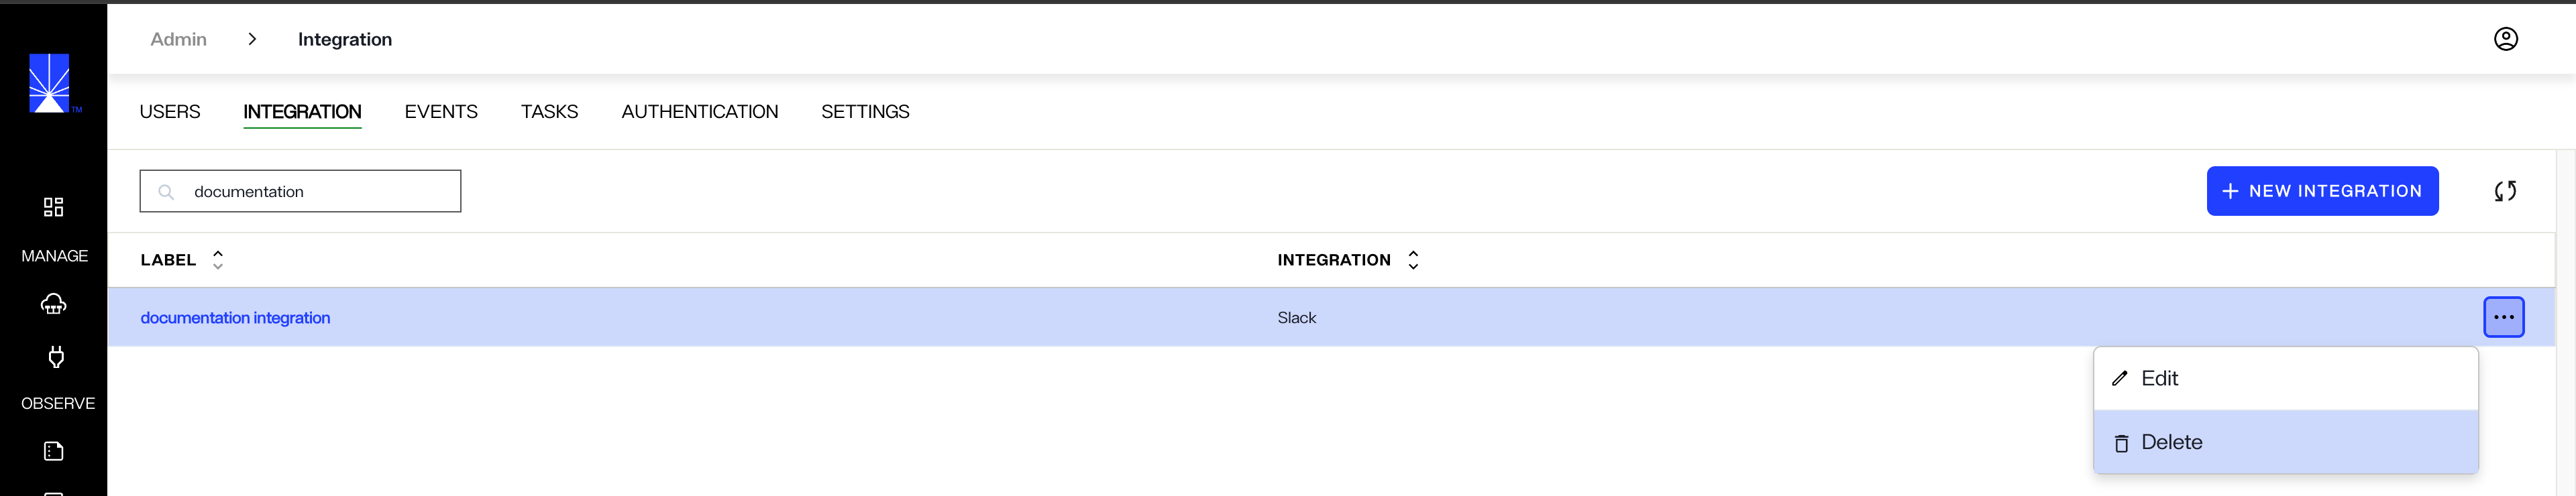 Admin > Integration
TM
USERS INTEGRATION EVENTS TASKS AUTHENTICATION SETTINGS
documentation
+ NEW INTEGRATION
MANAGE
LABEL INTEGRATION
documentation integration Slack ...
Edit
OBSERVE
Delete